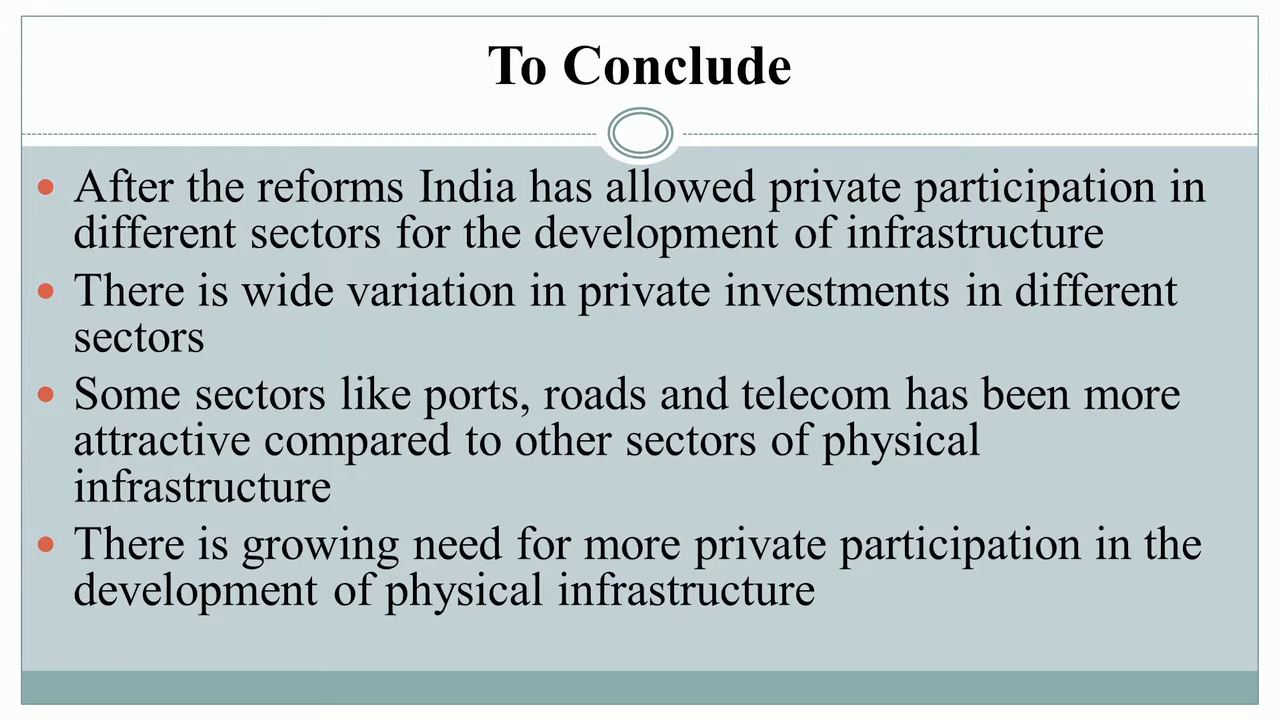 To Conclude
• After the reforms India has allowed private participation in
different sectors for the development of infrastructure
• There is wide variation in private investments in different
sectors
• Some sectors like ports, roads and telecom has been more
attractive compared to other sectors of physical
infrastructure
• There is growing need for more private participation in the
development of physical infrastructure